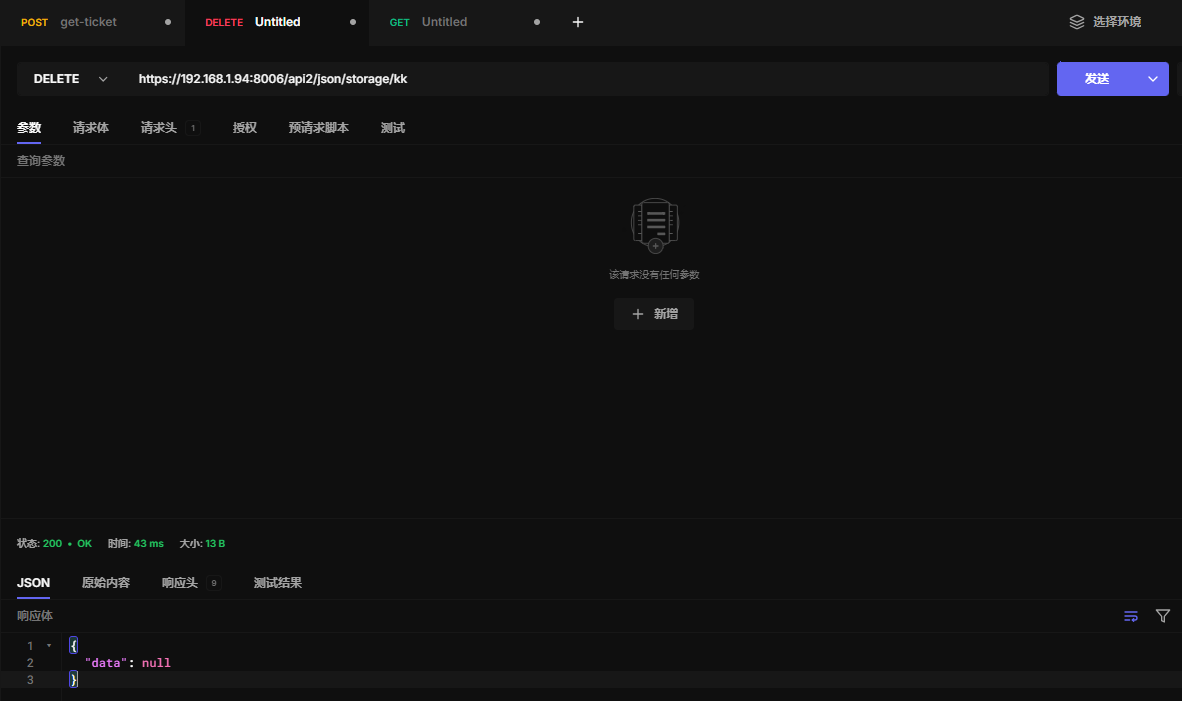 POST get-ticket DELETE Untitled GET Untitled + 选择环境
DELETE https://192.168.1.94:8006/api2/json/storage/kk 发送
参数 请求体 请求头 1 授权 预请求脚本 测试
查询参数
该请求没有任何参数
+ 新增
状态: 200 • OK 时间: 43 ms 大小: 13 B
JSON 原始内容 响应头 9 测试结果
响应体
1 {
2 "data": null
3 }